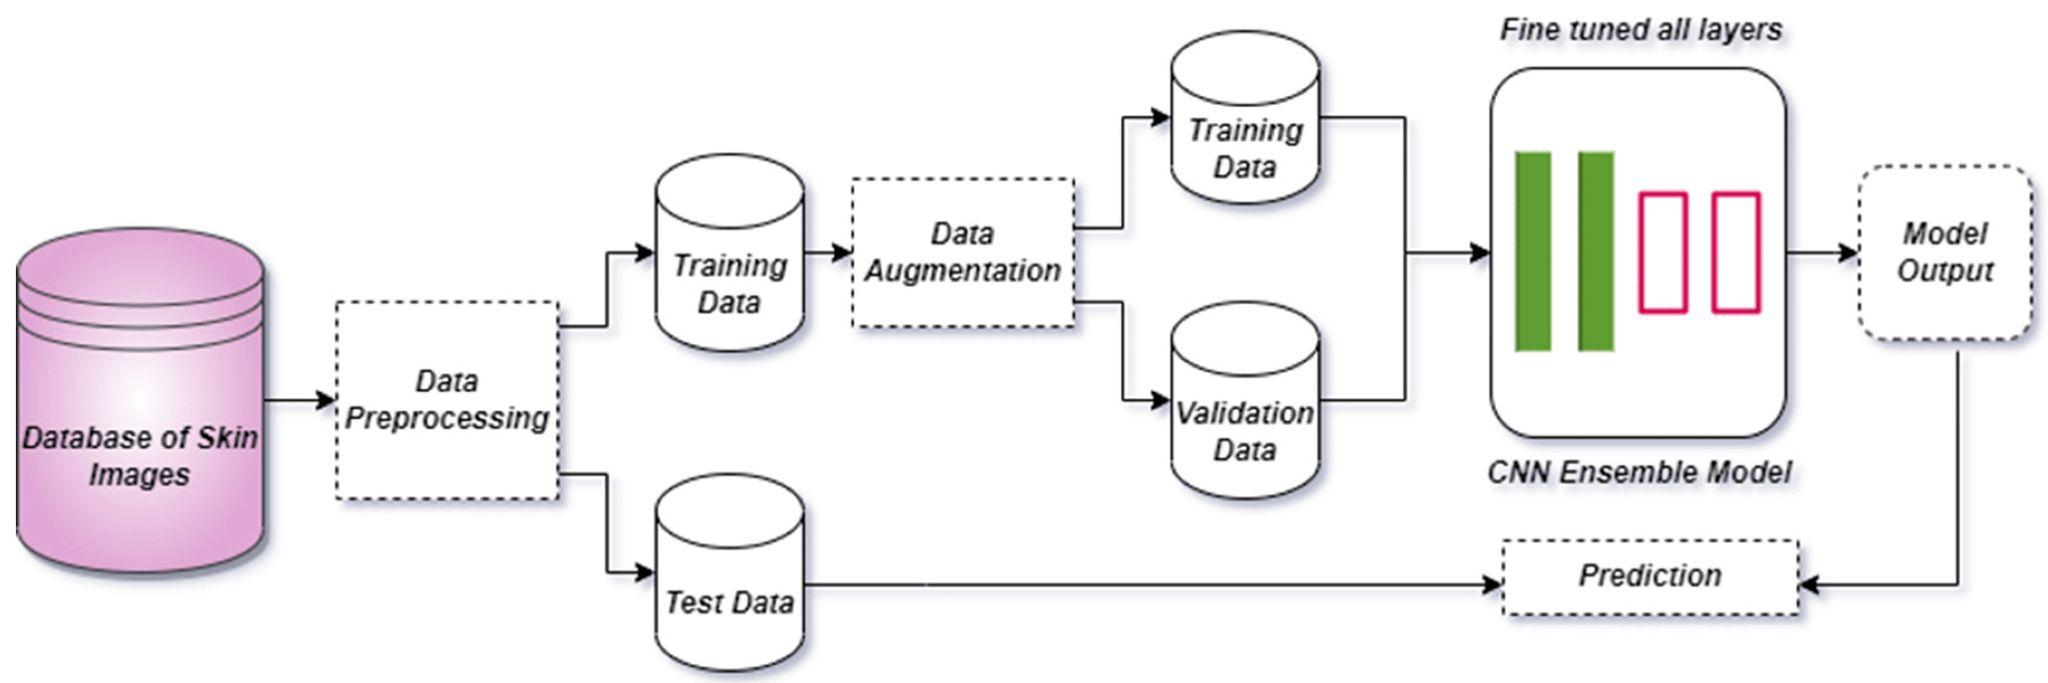 Fine tuned all layers
Training
Data
Training
Data
Data
Augmentation
Model
Output
Data
Preprocessing
Database of Skin
Images
Validation
Data
CNN Ensemble Model
Test Data
Prediction